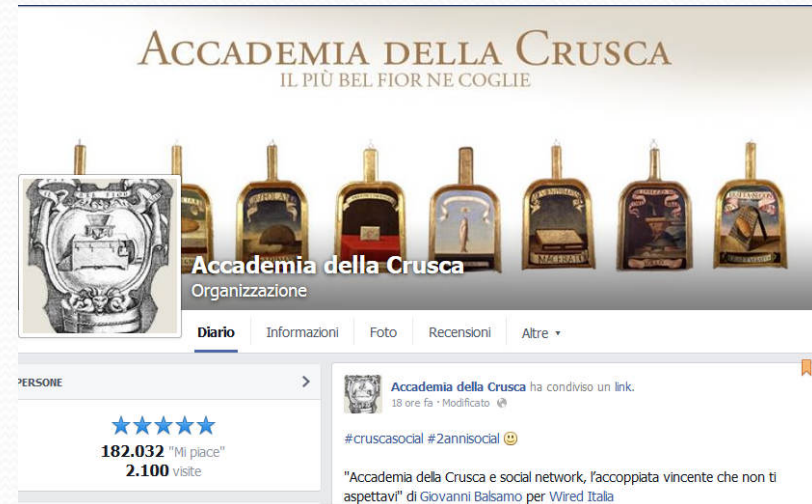 ACCADEMIA DELLA CRUSCA
IL PIÙ BEL FIOR NE COGLIE
MACERATO
Accademia della Crusca
Organizzazione
Diario Informazioni Foto Recensioni Altre
PERSONE
182.032 "Mi piace"
2.100 visite
Accademia della Crusca ha condiviso un link.
18 ore fa · Modificato
#cruscasocial #2annisocial
"Accademia della Crusca e social network, l'accoppiata vincente che non ti
aspettavi" di Giovanni Balsamo per Wired Italia